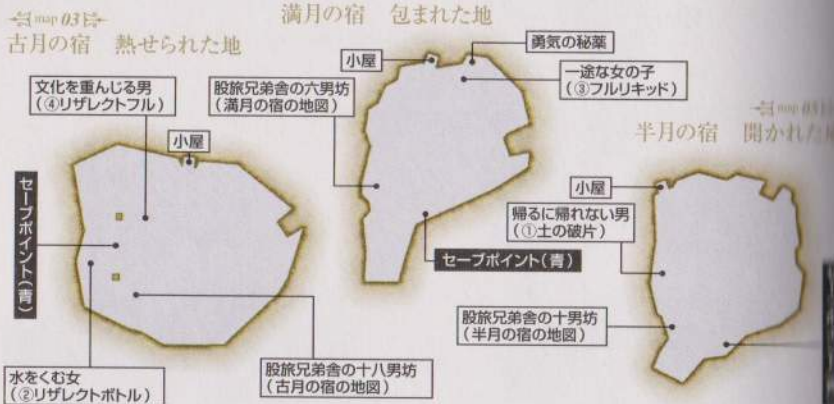 map 03
古月の宿 熱せられた地
文化を重んじる男
(④リザレクトフル)
小屋
セーブポイント(青)
水をくむ女
(②リザレクトボトル)
股旅兄弟舎の十八男坊
(古月の宿の地図)
満月の宿 包まれた地
小屋
勇気の秘薬
一途な女の子
(③フルリキッド)
股旅兄弟舎の六男坊
(満月の宿の地図)
セーブポイント(青)
map
半月の宿 開かれた
小屋
帰るに帰れない男
(①土の破片)
股旅兄弟舎の十男坊
(半月の宿の地図)